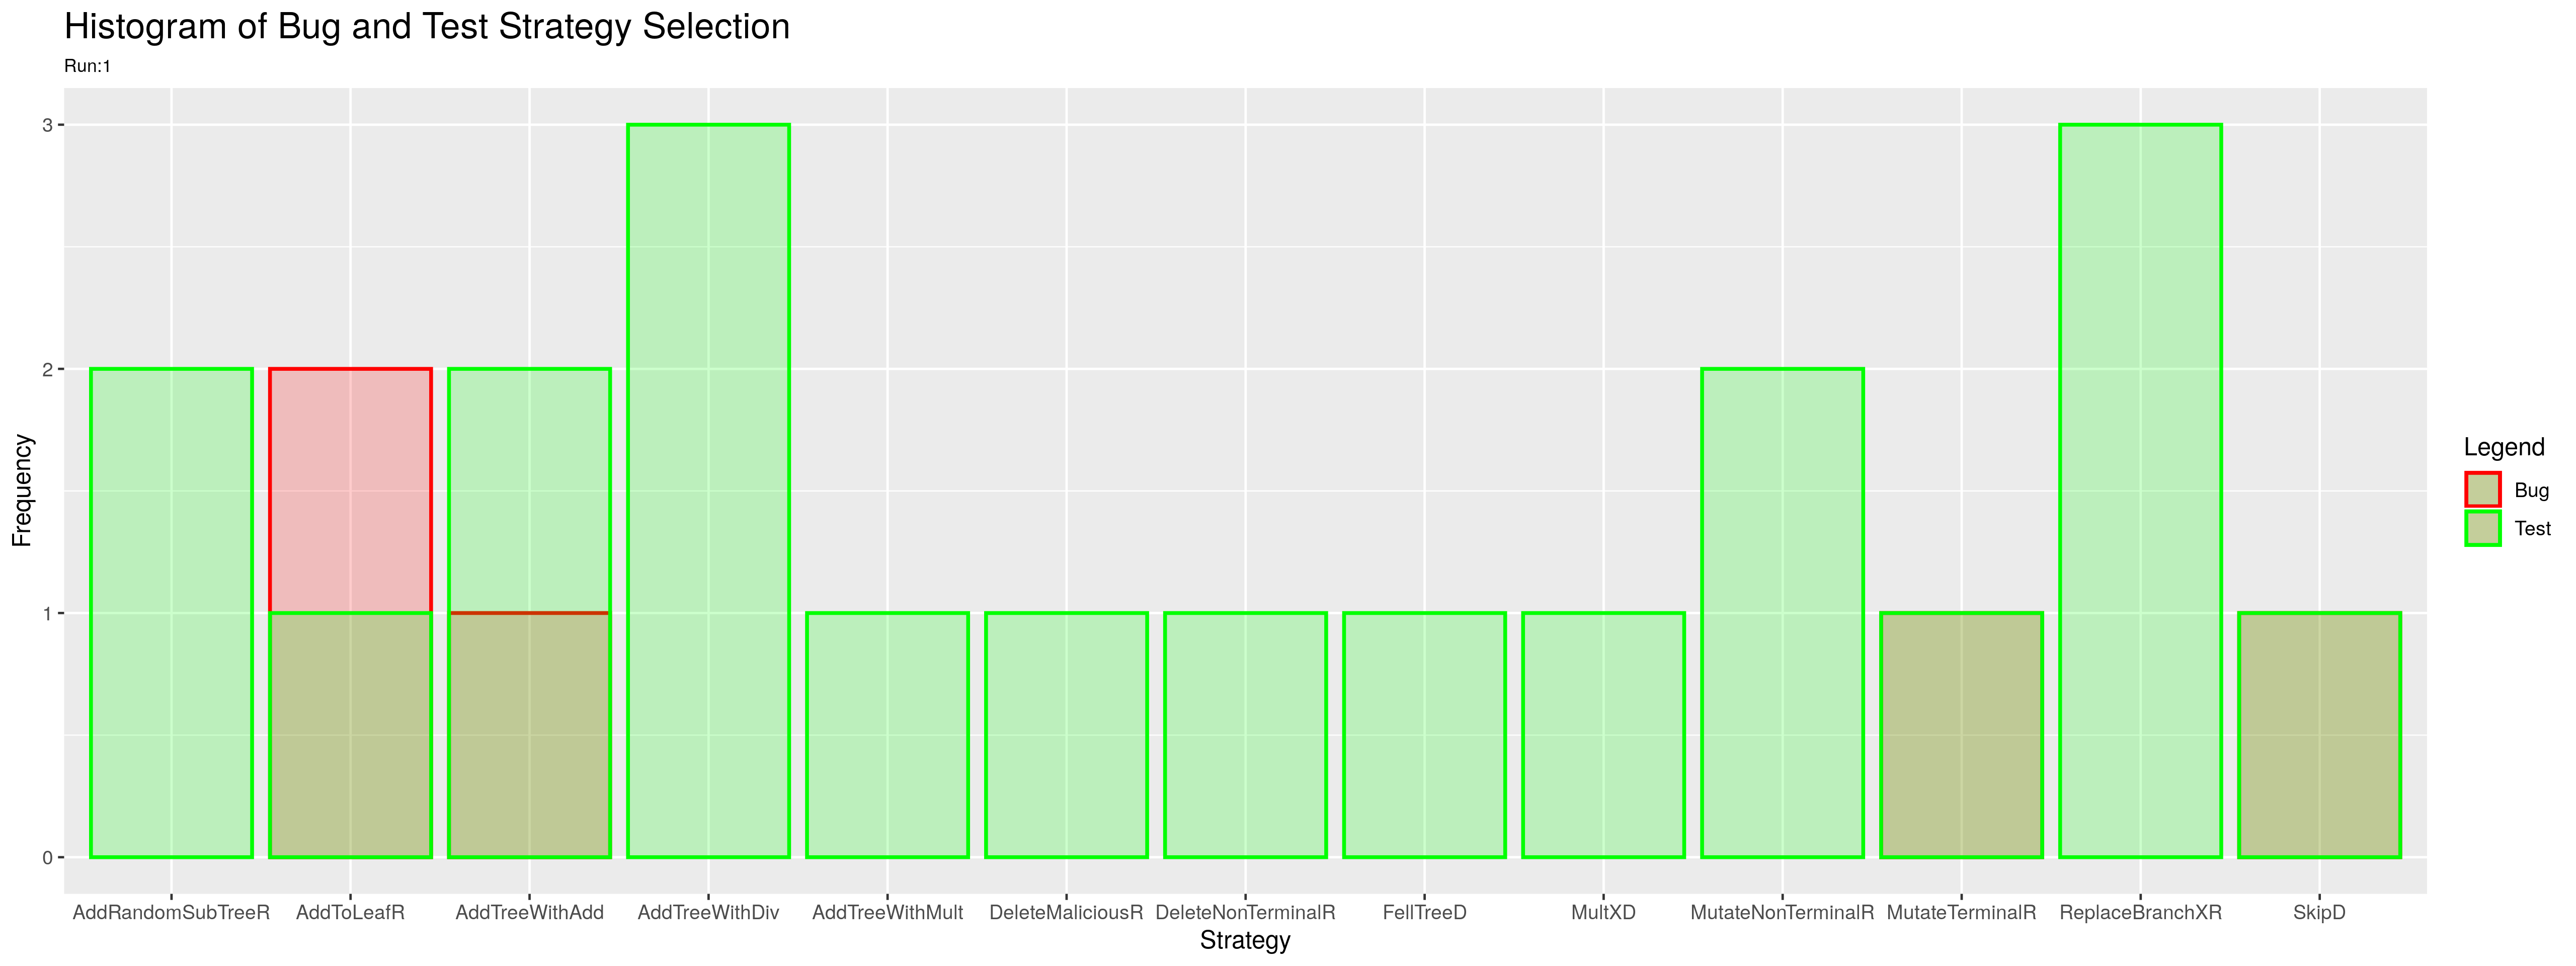 Histogram of Bug and Test Strategy Selection
Run:1
Frequency
3
2
1
0
AddRandomSubTreeR AddToLeafR AddTreeWithAdd AddTreeWithDiv AddTreeWithMult DeleteMaliciousR DeleteNonTerminalR FellTreeD MultXD MutateNonTerminalR MutateTerminalR ReplaceBranchXR SkipD
Strategy
Legend
Bug
Test